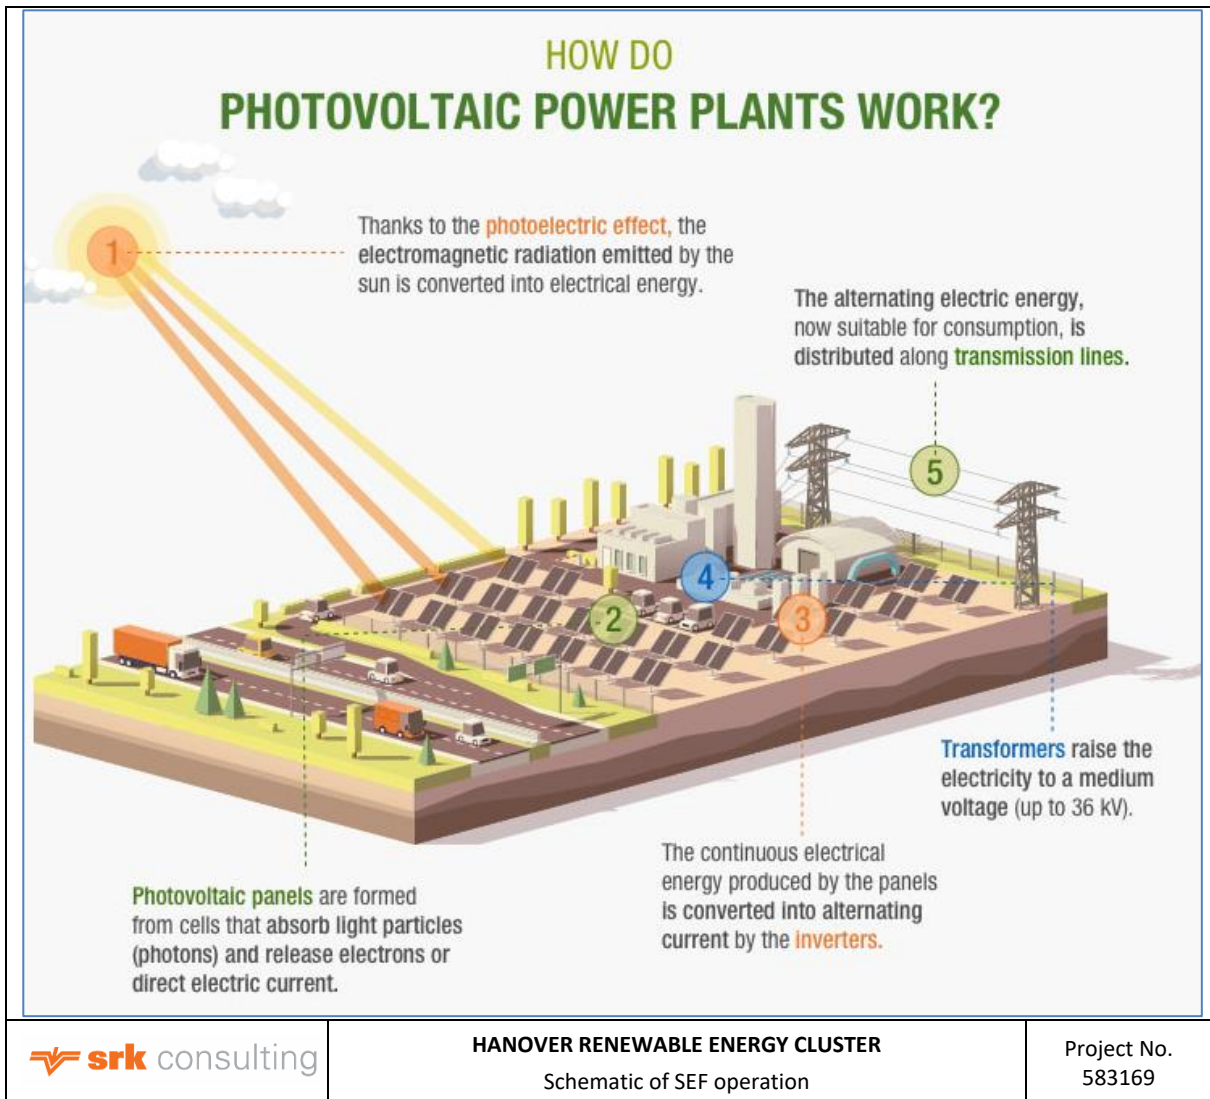 HOW DO
PHOTOVOLTAIC POWER PLANTS WORK?
1
Thanks to the photoelectric effect, the
electromagnetic radiation emitted by the
sun is converted into electrical energy.
The alternating electric energy,
now suitable for consumption, is
distributed along transmission lines.
5
4
2
3
Transformers raise the
electricity to a medium
voltage (up to 36 kV).
The continuous electrical
energy produced by the panels
is converted into alternating
current by the inverters.
Photovoltaic panels are formed
from cells that absorb light particles
(photons) and release electrons or
direct electric current.
srk consulting
HANOVER RENEWABLE ENERGY CLUSTER
Schematic of SEF operation
Project No.
583169